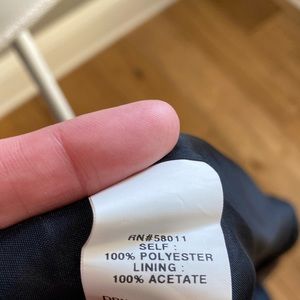 RN#58011
SELF :
100% POLYESTER
LINING :
100% ACETATE